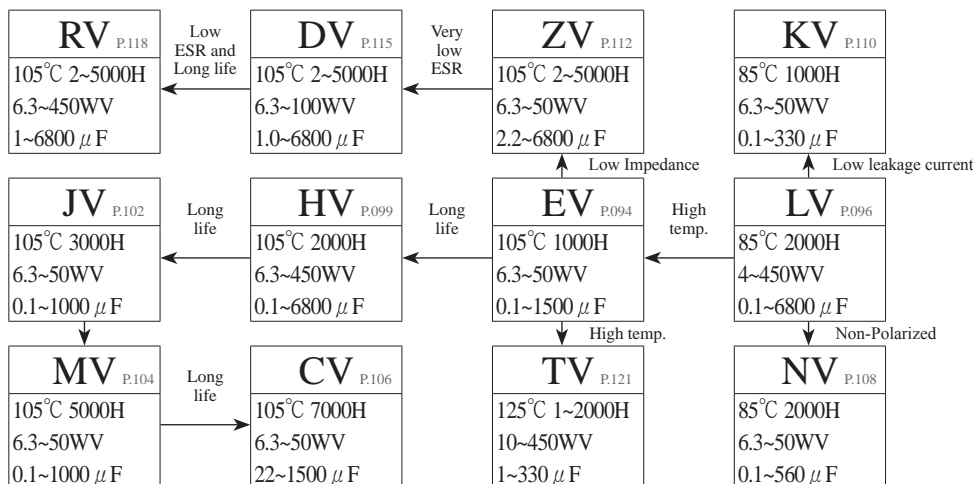 RV P.118
105℃ 2~5000H
6.3~450WV
1~6800 μF
Low
ESR and
Long life
DV P.115
105℃ 2~5000H
6.3~100WV
1.0~6800 μF
Very
low
ESR
ZV P.112
105℃ 2~5000H
6.3~50WV
2.2~6800 μF
KV P.110
85℃ 1000H
6.3~50WV
0.1~330 μF
Low Impedance
Low leakage current
JV P.102
105℃ 3000H
6.3~50WV
0.1~1000 μF
Long
life
HV P.099
105℃ 2000H
6.3~450WV
0.1~6800 μF
Long
life
EV P.094
105℃ 1000H
6.3~50WV
0.1~1500 μF
High
temp.
LV P.096
85℃ 2000H
4~450WV
0.1~6800 μF
High temp.
Non-Polarized
MV P.104
105℃ 5000H
6.3~50WV
0.1~1000 μF
Long
life
CV P.106
105℃ 7000H
6.3~50WV
22~1500 μF
TV P.121
125℃ 1~2000H
10~450WV
1~330 μF
NV P.108
85℃ 2000H
6.3~50WV
0.1~560 μF